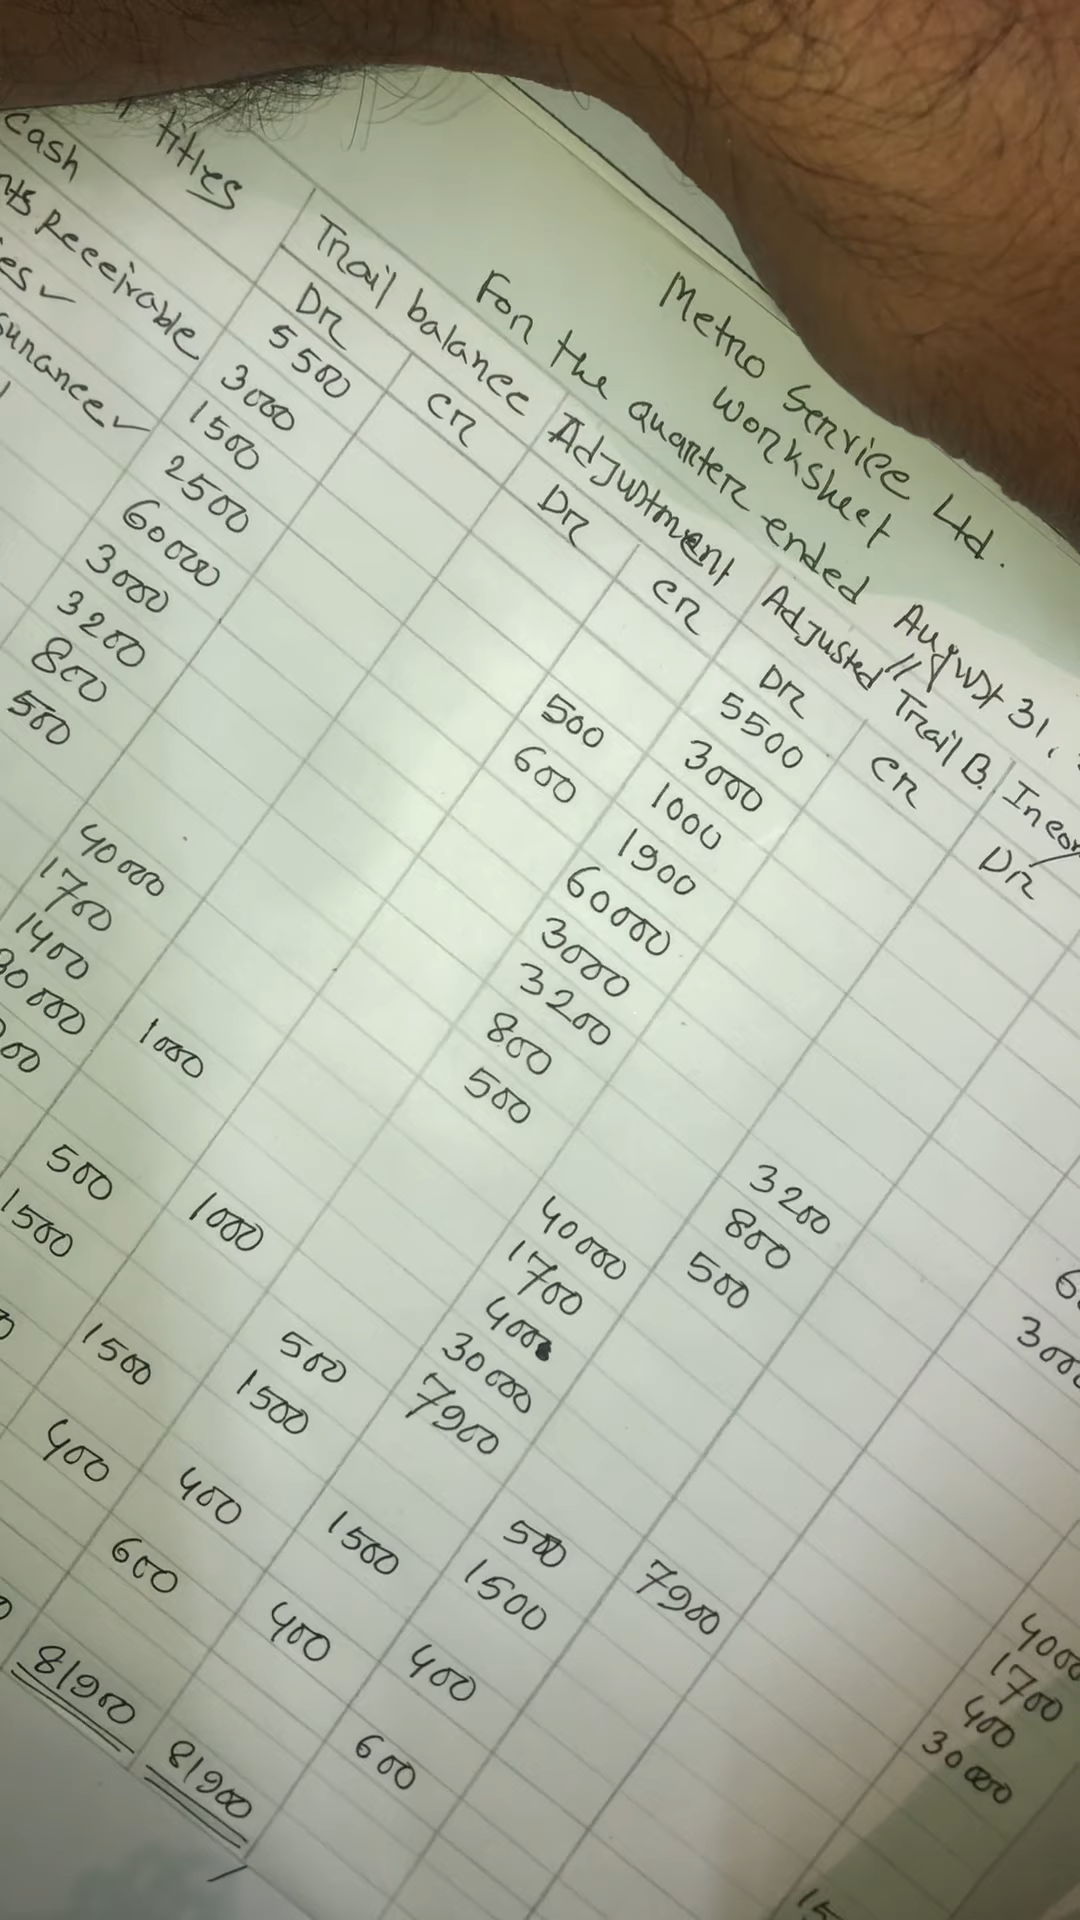 Metro Service Ltd.
Worksheet
For the quarter ended August 31,
titles Trail balance Adjustment Adjusted Trail B.
DR CR DR CR DR CR DR
cash 5500 5500
Receivable 3000 3000
1500 500 1000
2500 600 1900
60000 60000
3000 3000
3200 3200 3200
800 800 800
500 500 500
40000 40000
1700 1700 1700
1400 1000 400 400
30000 30000
7900 7900
500 500 500
1500 1000 1500 1500
1500 1500
400 400 400 400
600 600
81900 81900
3000